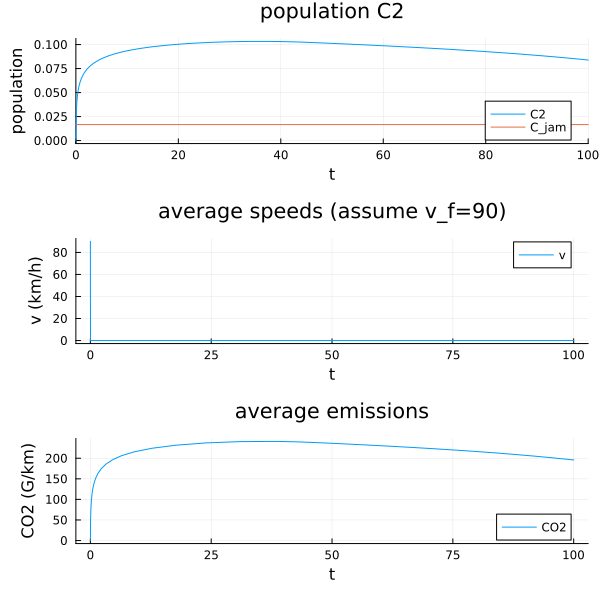 population C2
population
0.100
0.075
0.050
0.025
0.000
C2
C_jam
0 20 40 60 80 100
t
average speeds (assume v_f=90)
v (km/h)
80
60
40
20
0
v
0 25 50 75 100
t
average emissions
CO2 (G/km)
200
150
100
50
0
CO2
0 25 50 75 100
t